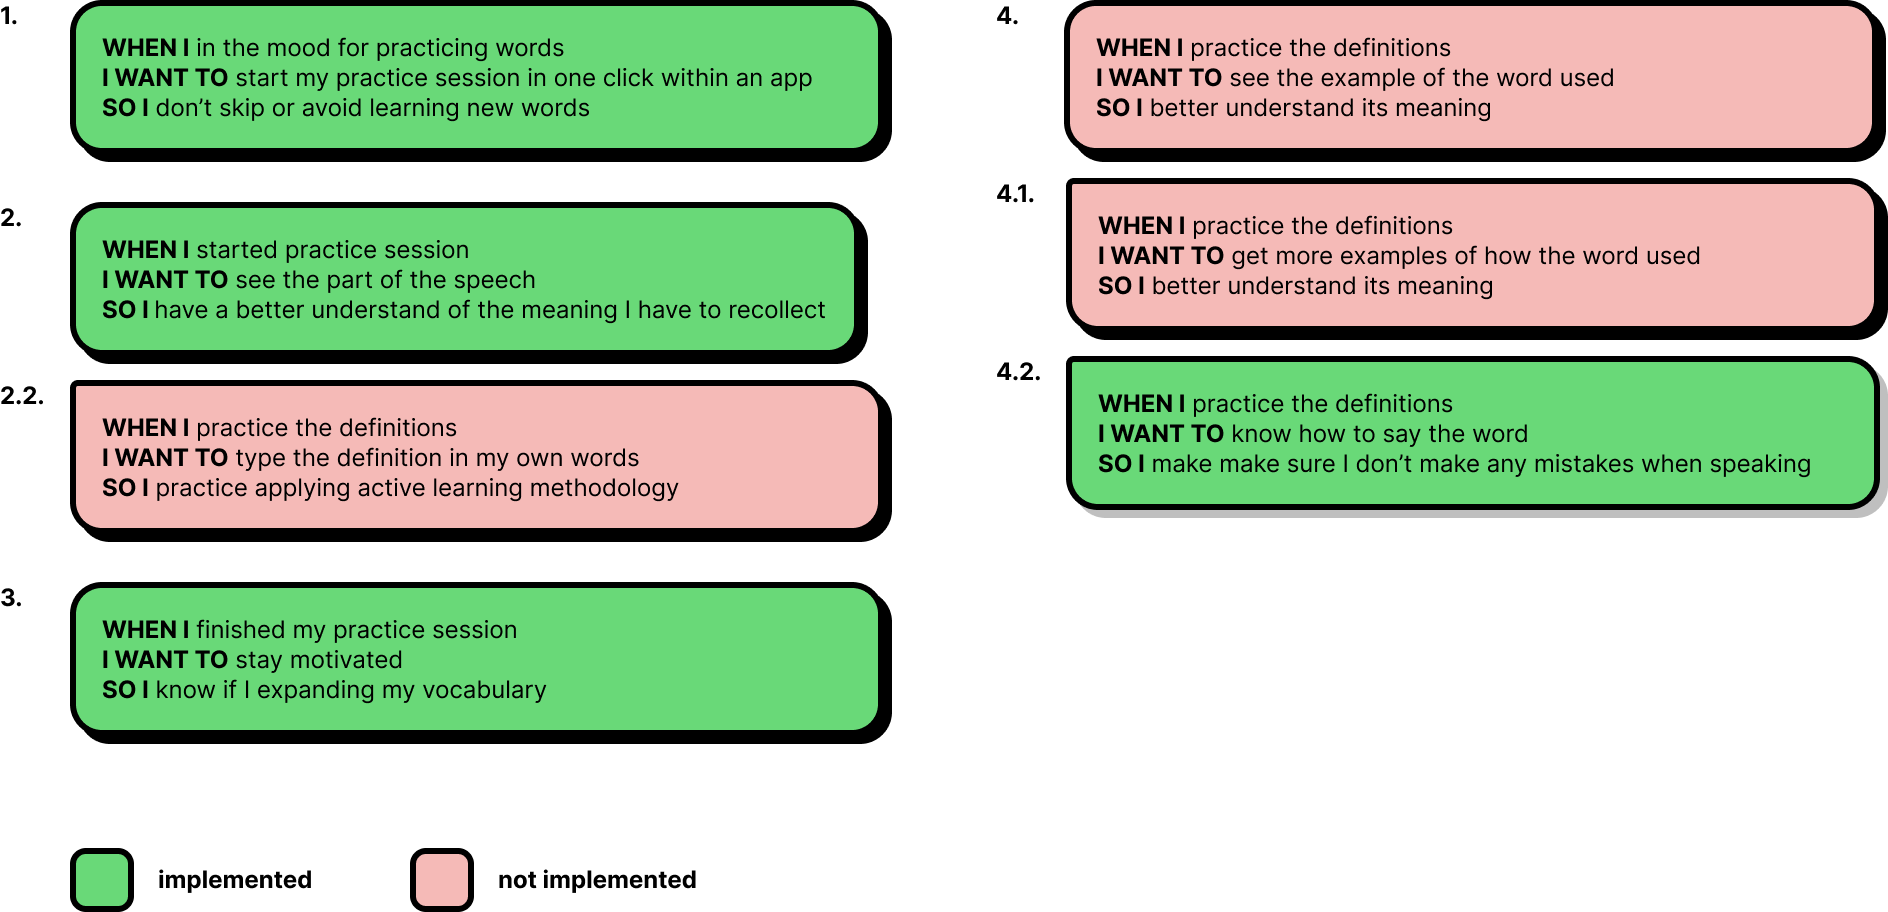 1.
WHEN I in the mood for practicing words
I WANT TO start my practice session in one click within an app
SO I don’t skip or avoid learning new words
2.
WHEN I started practice session
I WANT TO see the part of the speech
SO I have a better understand of the meaning I have to recollect
2.2.
WHEN I practice the definitions
I WANT TO type the definition in my own words
SO I practice applying active learning methodology
3.
WHEN I finished my practice session
I WANT TO stay motivated
SO I know if I expanding my vocabulary
4.
WHEN I practice the definitions
I WANT TO see the example of the word used
SO I better understand its meaning
4.1.
WHEN I practice the definitions
I WANT TO get more examples of how the word used
SO I better understand its meaning
4.2.
WHEN I practice the definitions
I WANT TO know how to say the word
SO I make make sure I don’t make any mistakes when speaking
implemented
not implemented